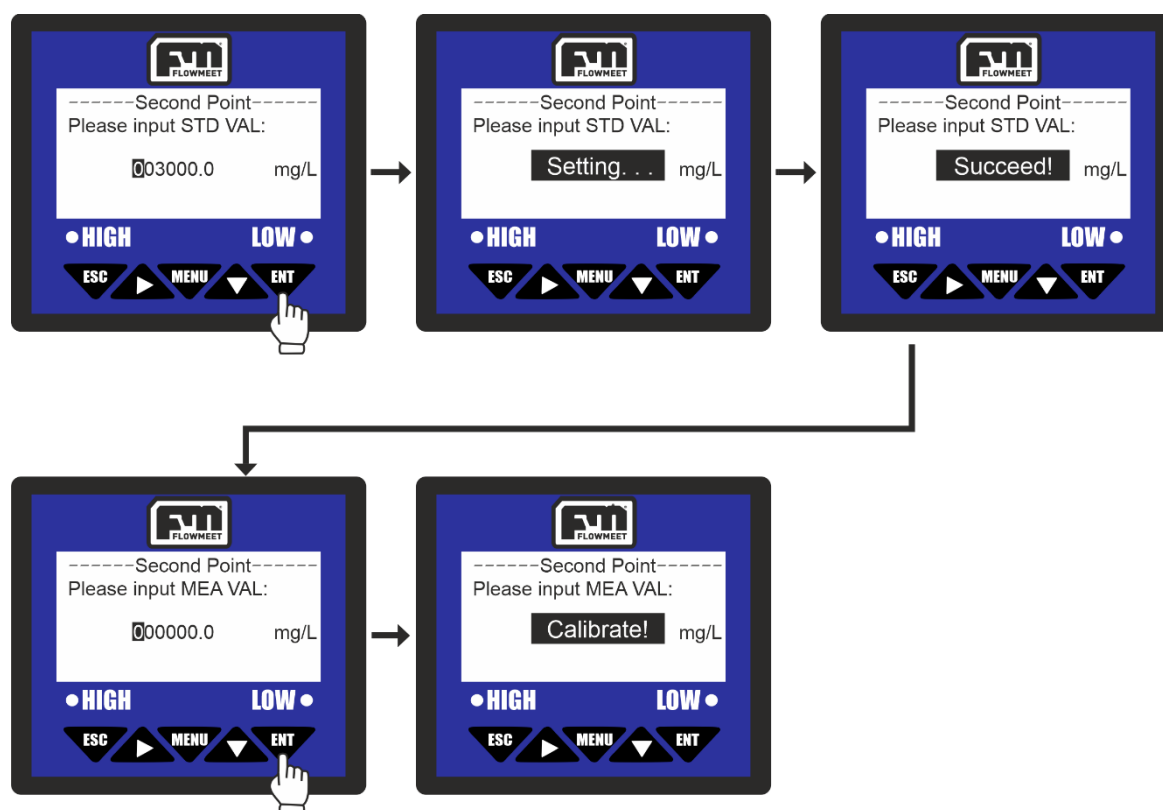 FLOWMEET
------Second Point------
Please input STD VAL:
003000.0 mg/L
HIGH LOW
ESC MENU ENT
FLOWMEET
------Second Point------
Please input STD VAL:
Setting. . . mg/L
HIGH LOW
ESC MENU ENT
FLOWMEET
------Second Point------
Please input STD VAL:
Succeed! mg/L
HIGH LOW
ESC MENU ENT
FLOWMEET
------Second Point------
Please input MEA VAL:
000000.0 mg/L
HIGH LOW
ESC MENU ENT
FLOWMEET
------Second Point------
Please input MEA VAL:
Calibrate! mg/L
HIGH LOW
ESC MENU ENT